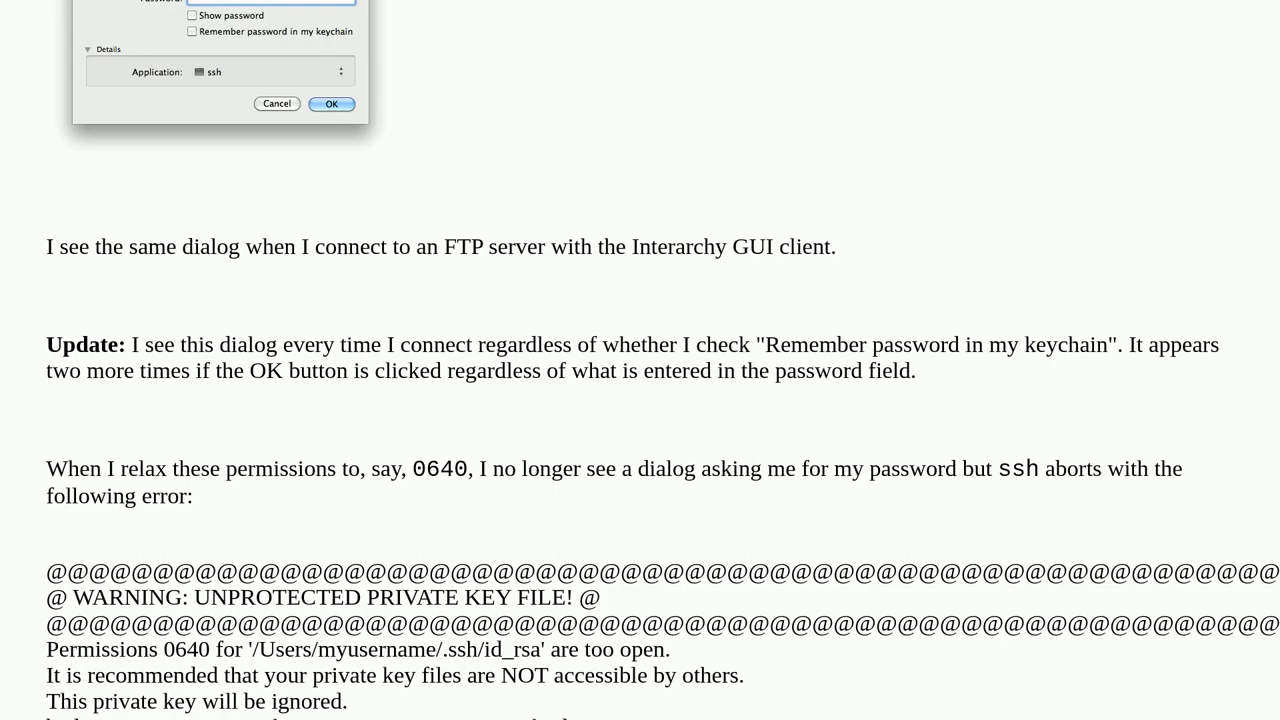 Show password
Remember password in my keychain
Details
Application: ssh
Cancel OK
I see the same dialog when I connect to an FTP server with the Interarchy GUI client.
Update: I see this dialog every time I connect regardless of whether I check "Remember password in my keychain". It appears
two more times if the OK button is clicked regardless of what is entered in the password field.
When I relax these permissions to, say, 0640, I no longer see a dialog asking me for my password but ssh aborts with the
following error:
@@@@@@@@@@@@@@@@@@@@@@@@@@@@@@@@@@@@@@@@@@@@@@@@@@@@@@@@@@
@ WARNING: UNPROTECTED PRIVATE KEY FILE! @
@@@@@@@@@@@@@@@@@@@@@@@@@@@@@@@@@@@@@@@@@@@@@@@@@@@@@@@@@@
Permissions 0640 for '/Users/myusername/.ssh/id_rsa' are too open.
It is recommended that your private key files are NOT accessible by others.
This private key will be ignored.